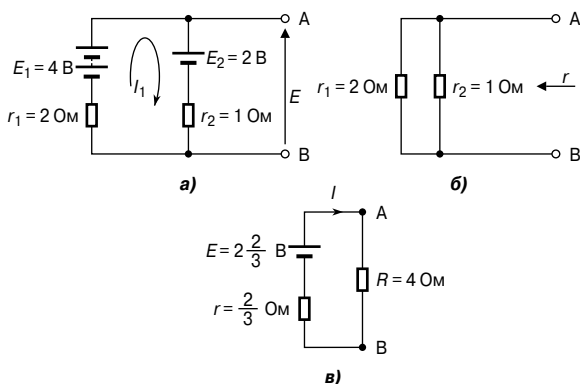 A
E₁ = 4 В
I₁
E₂ = 2 В
E
r₁ = 2 Ом
r₂ = 1 Ом
B
а)
A
r₁ = 2 Ом
r₂ = 1 Ом
r
B
б)
I
A
E = 2 2/3 В
R = 4 Ом
r = 2/3 Ом
B
в)